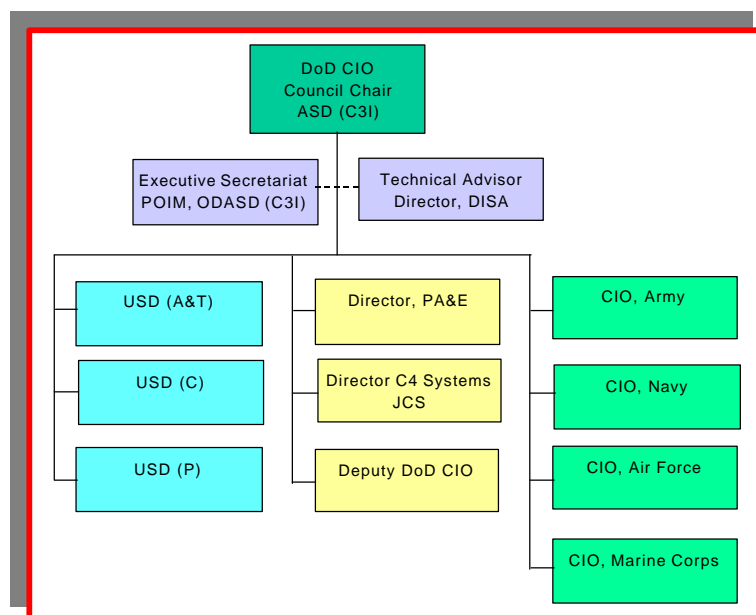 DoD CIO
Council Chair
ASD (C3I)
Executive Secretariat
POIM, ODASD (C3I)
Technical Advisor
Director, DISA
USD (A&T)
USD (C)
USD (P)
Director, PA&E
Director C4 Systems
JCS
Deputy DoD CIO
CIO, Army
CIO, Navy
CIO, Air Force
CIO, Marine Corps